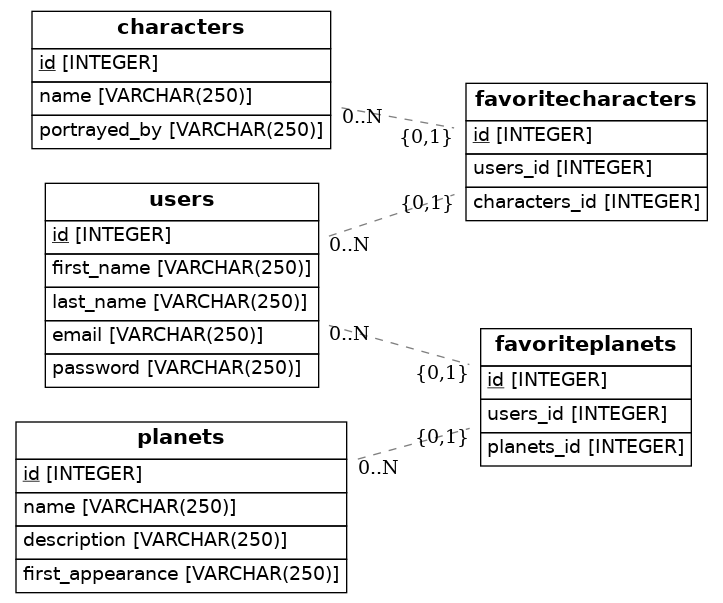 characters
id [INTEGER]
name [VARCHAR(250)]
portrayed_by [VARCHAR(250)]
0..N
{0,1}
favoritecharacters
id [INTEGER]
users_id [INTEGER]
characters_id [INTEGER]
users
id [INTEGER]
first_name [VARCHAR(250)]
last_name [VARCHAR(250)]
email [VARCHAR(250)]
password [VARCHAR(250)]
{0,1}
0..N
0..N
{0,1}
favoriteplanets
id [INTEGER]
users_id [INTEGER]
planets_id [INTEGER]
planets
id [INTEGER]
name [VARCHAR(250)]
description [VARCHAR(250)]
first_appearance [VARCHAR(250)]
{0,1}
0..N